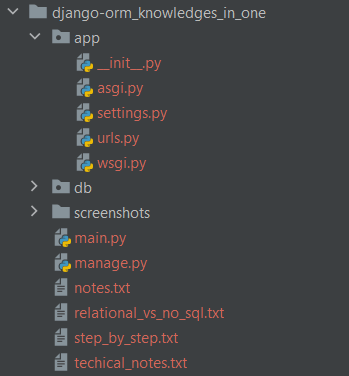 django-orm_knowledges_in_one
app
__init__.py
asgi.py
settings.py
urls.py
wsgi.py
db
screenshots
main.py
manage.py
notes.txt
relational_vs_no_sql.txt
step_by_step.txt
techical_notes.txt